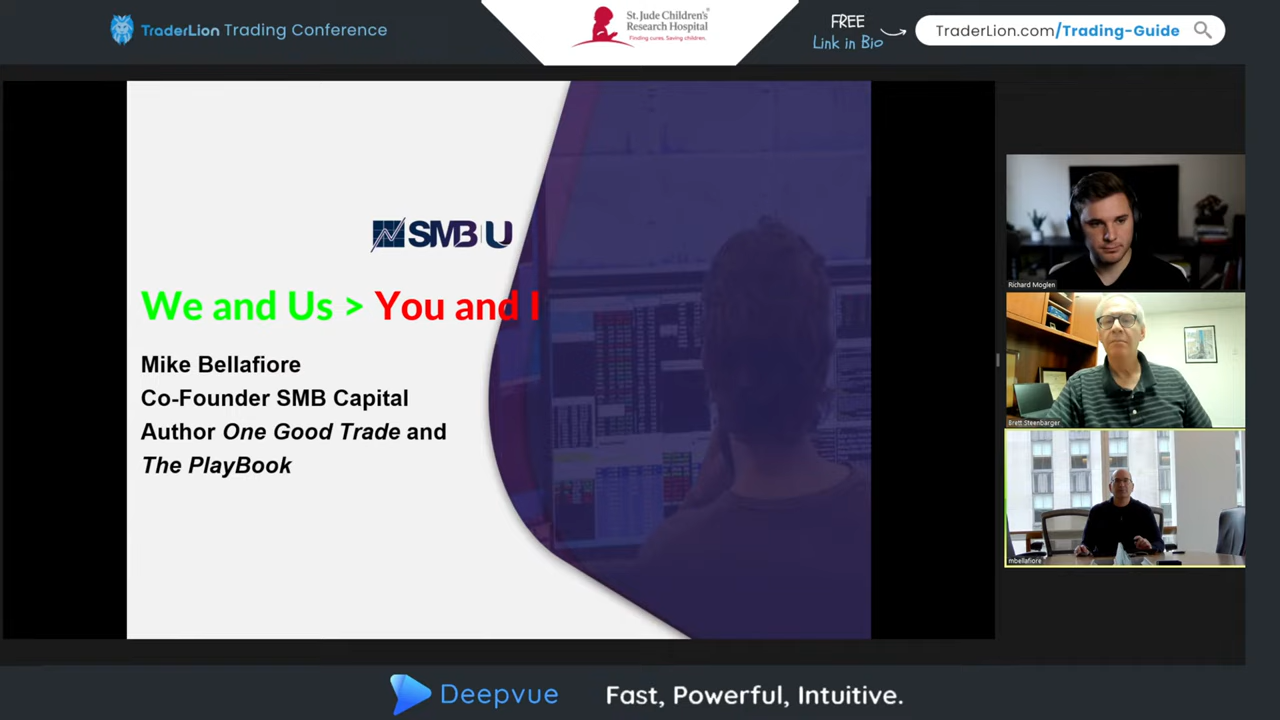 TraderLion Trading Conference
St. Jude Children's
Research Hospital
Finding cures. Saving children.
FREE
Link in Bio
TraderLion.com/Trading-Guide
SMB U
We and Us > You and I
Mike Bellafiore
Co-Founder SMB Capital
Author One Good Trade and
The PlayBook
Richard Moglen
Brett Steenbarger
mbellafiore
Deepvue
Fast, Powerful, Intuitive.